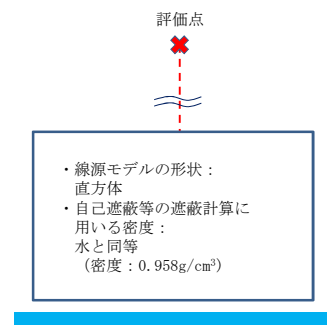 評価点
・線源モデルの形状：
直方体
・自己遮蔽等の遮蔽計算に
用いる密度：
水と同等
（密度：0.958g/cm³）